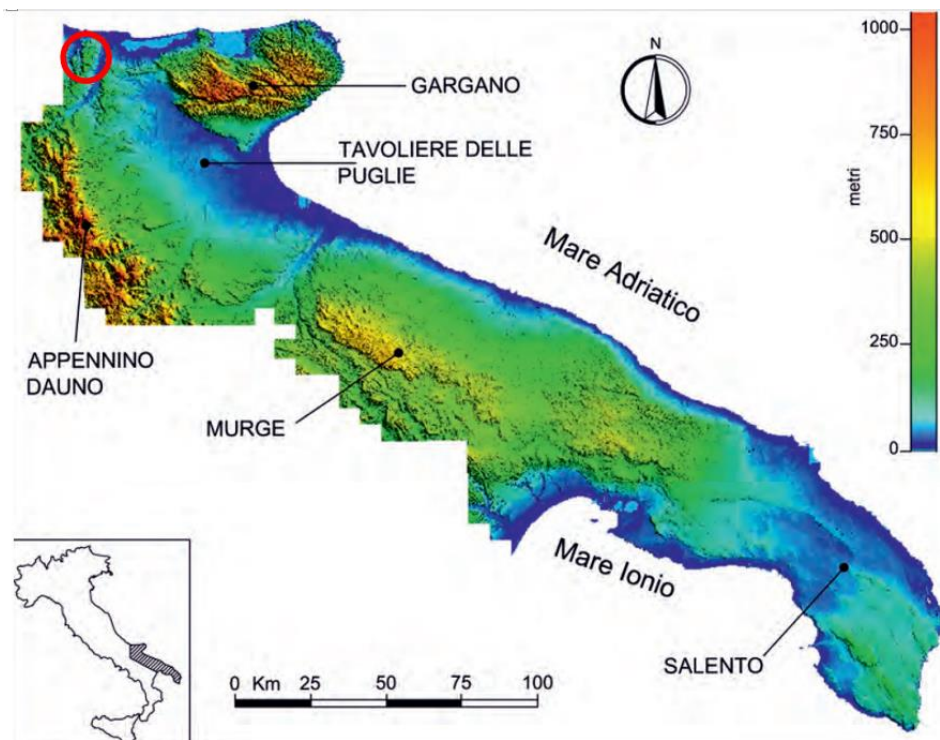 1000
N
GARGANO
750
TAVOLIERE DELLE
PUGLIE
metri
Mare Adriatico
500
250
APPENNINO
DAUNO
MURGE
0
Mare Ionio
SALENTO
0 Km 25 50 75 100